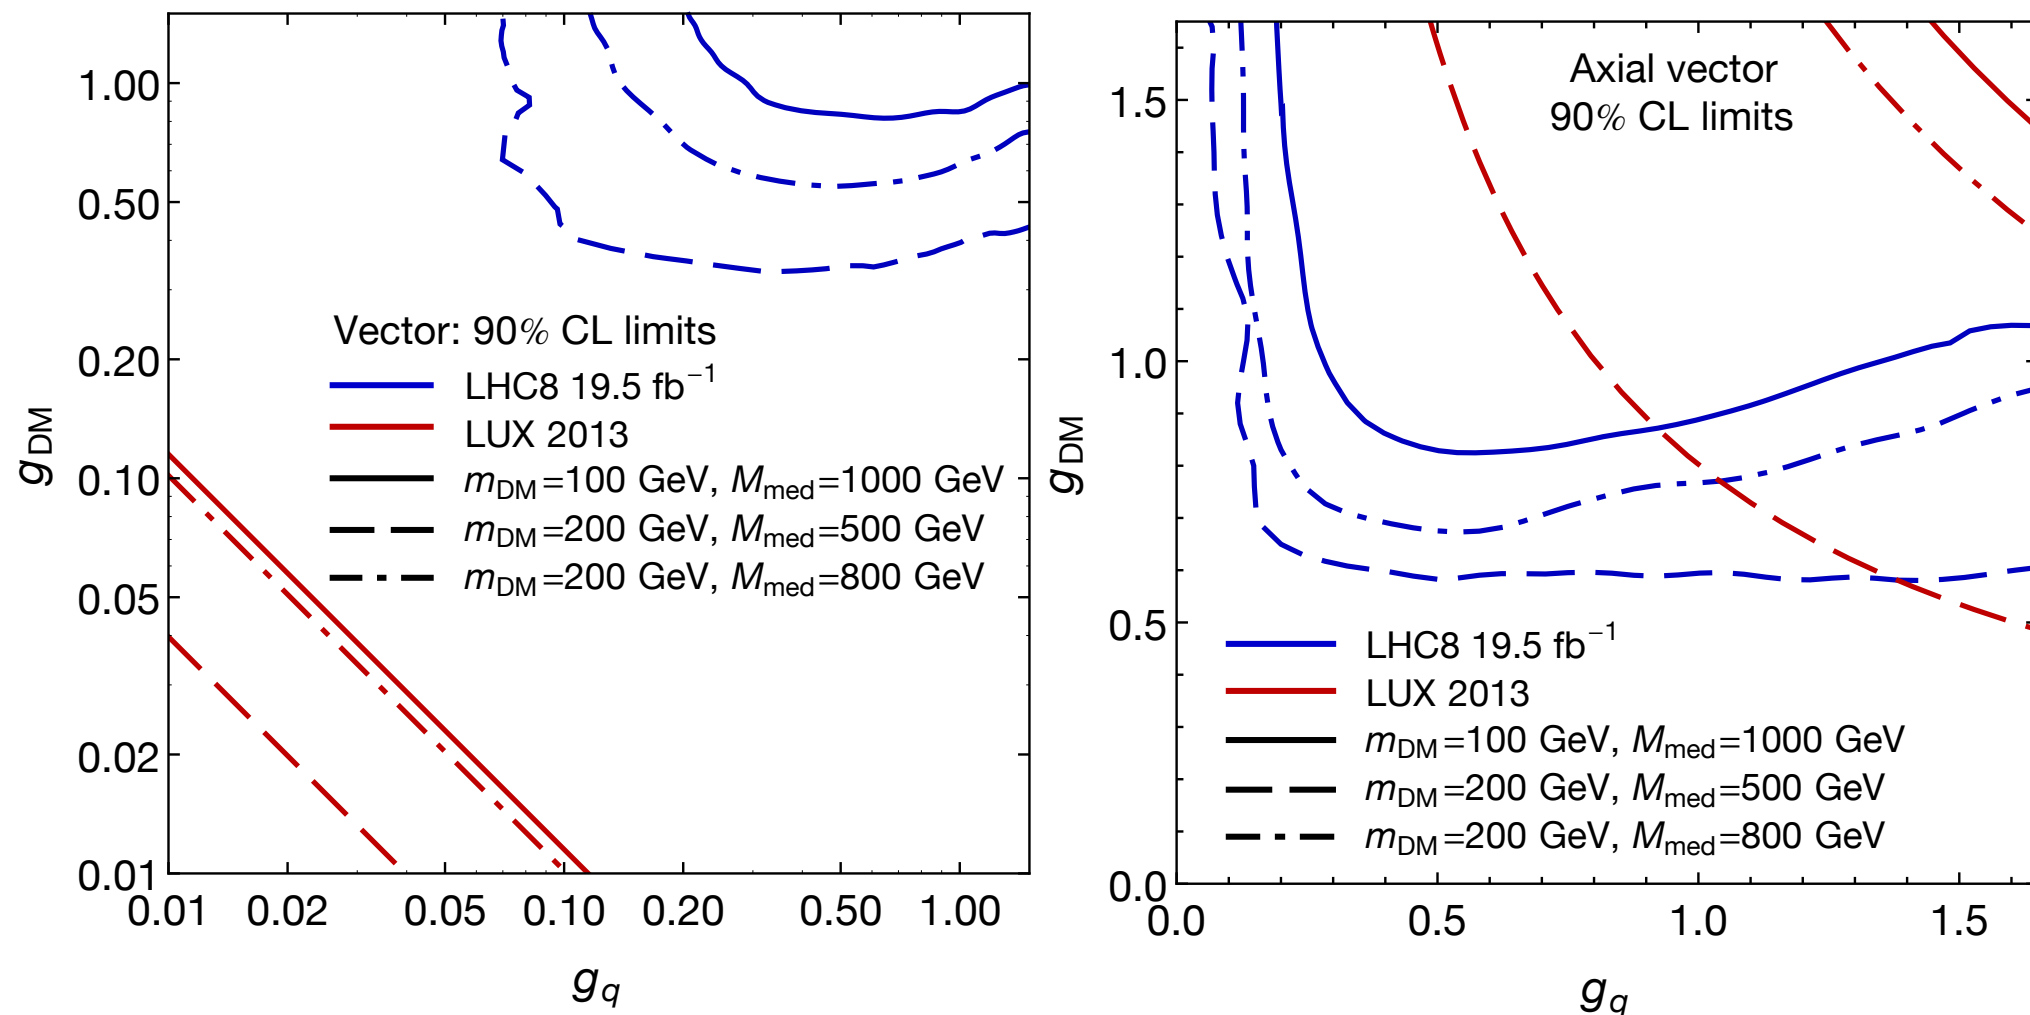 1.00
0.50
0.20
0.10
0.05
0.02
0.01
g_DM
Vector: 90% CL limits
LHC8 19.5 fb⁻¹
LUX 2013
m_DM=100 GeV, M_med=1000 GeV
m_DM=200 GeV, M_med=500 GeV
m_DM=200 GeV, M_med=800 GeV
0.01 0.02 0.05 0.10 0.20 0.50 1.00
g_q
1.5
1.0
0.5
0.0
g_DM
Axial vector
90% CL limits
LHC8 19.5 fb⁻¹
LUX 2013
m_DM=100 GeV, M_med=1000 GeV
m_DM=200 GeV, M_med=500 GeV
m_DM=200 GeV, M_med=800 GeV
0.0 0.5 1.0 1.5
g_q